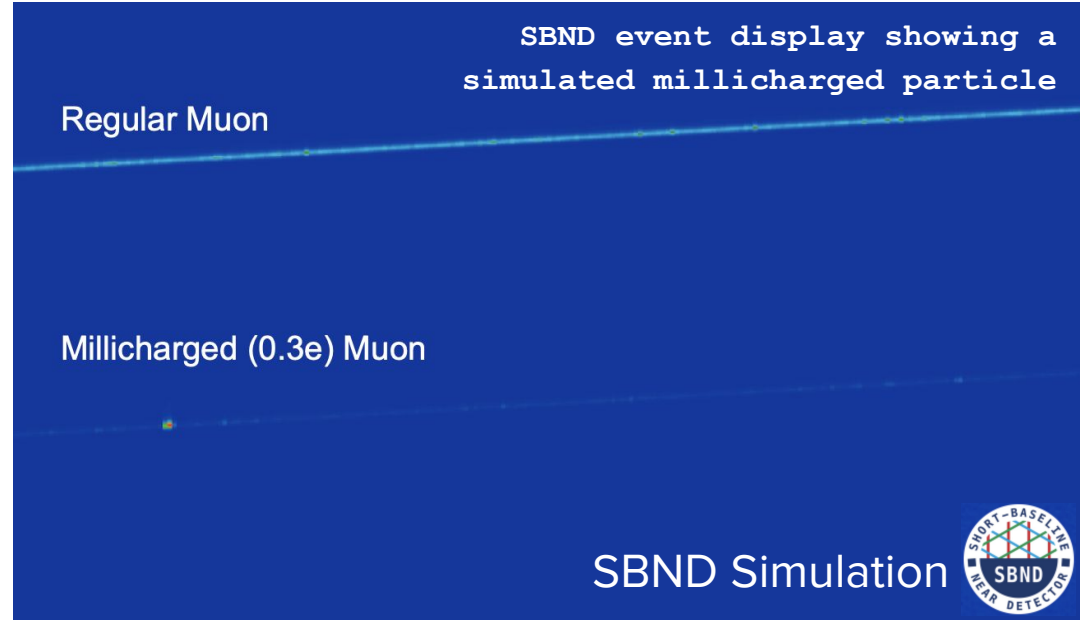 SBND event display showing a
simulated millicharged particle
Regular Muon
Millicharged (0.3e) Muon
SBND Simulation
SHORT-BASELINE
SBND
NEAR DETECTOR